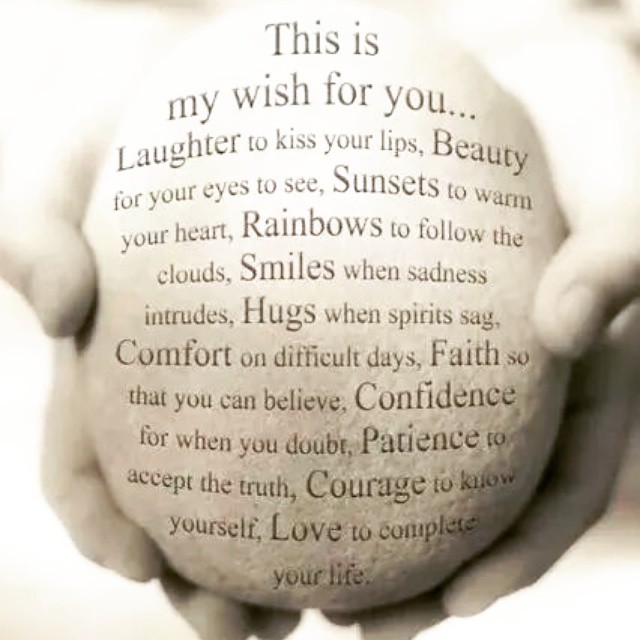 This is
my wish for you...
Laughter to kiss your lips, Beauty
for your eyes to see, Sunsets to warm
your heart, Rainbows to follow the
clouds, Smiles when sadness
intrudes, Hugs when spirits sag,
Comfort on difficult days, Faith so
that you can believe, Confidence
for when you doubt, Patience to
accept the truth, Courage to know
yourself, Love to complete
your life.